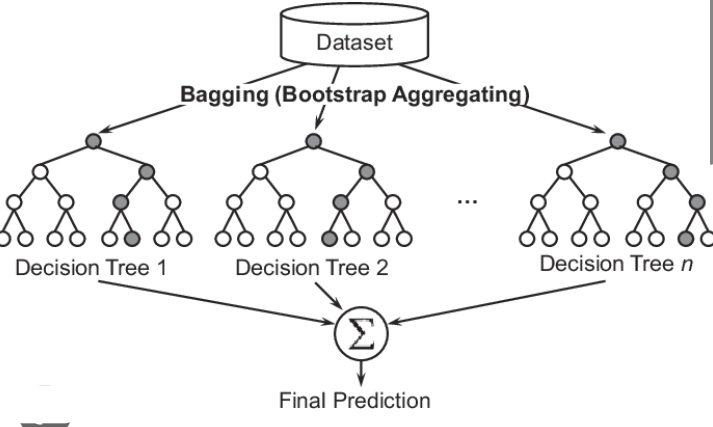 Dataset
Bagging (Bootstrap Aggregating)
...
Decision Tree 1
Decision Tree 2
Decision Tree n
Σ
Final Prediction